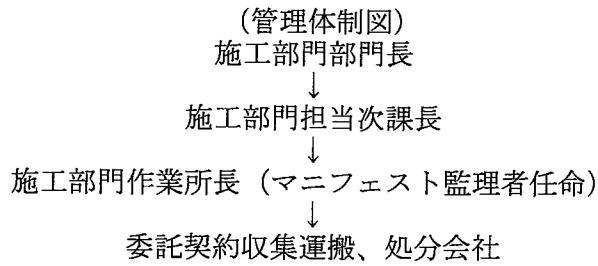 （管理体制図）
施工部門部門長
↓
施工部門担当次課長
↓
施工部門作業所長（マニフェスト監理者任命）
↓
委託契約収集運搬、処分会社